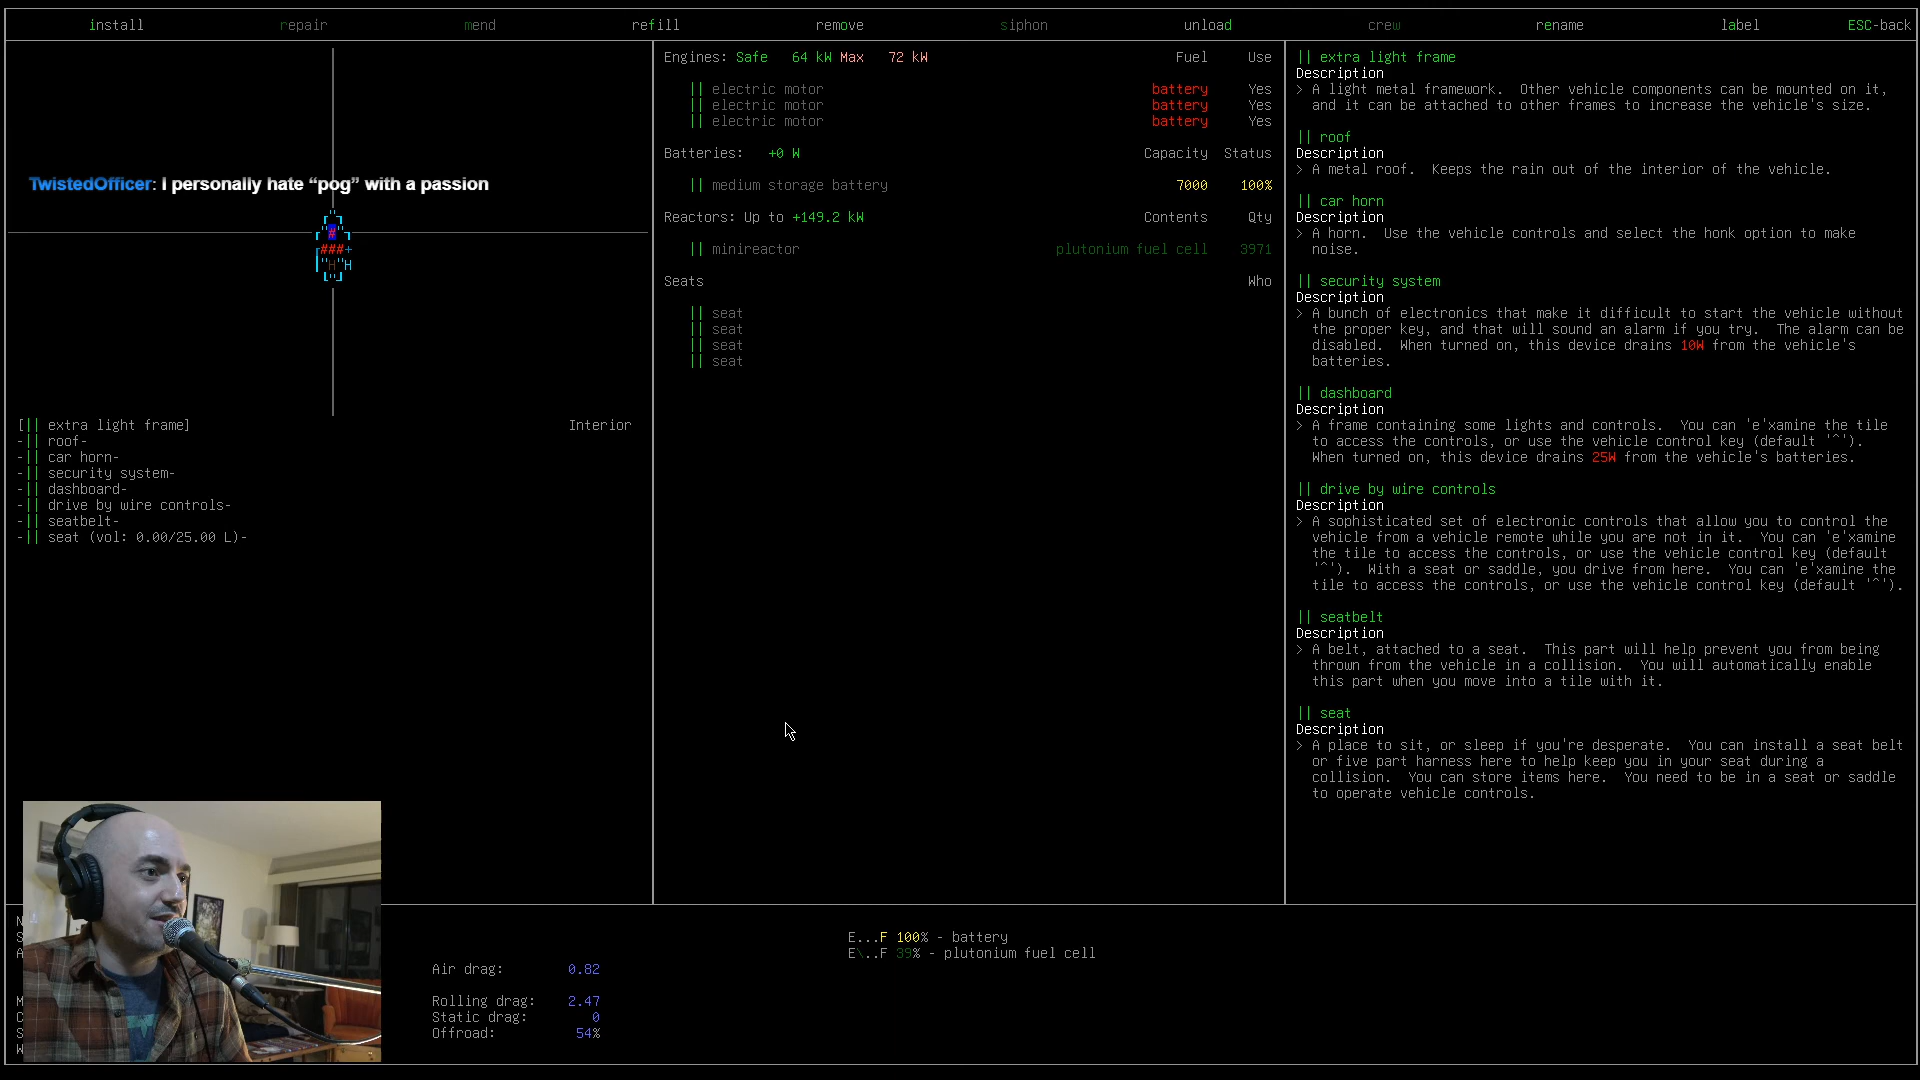 install repair mend refill remove siphon unload crew rename label ESC-back
TwistedOfficer: I personally hate “pog” with a passion
[|| extra light frame] Interior
-|| roof-
-|| car horn-
-|| security system-
-|| dashboard-
-|| drive by wire controls-
-|| seatbelt-
-|| seat (vol: 0.00/25.00 L)-
Engines: Safe 64 kW Max 72 kW Fuel Use
|| electric motor battery Yes
|| electric motor battery Yes
|| electric motor battery Yes
Batteries: +0 W Capacity Status
|| medium storage battery 7000 100%
Reactors: Up to +149.2 kW Contents Qty
|| minireactor plutonium fuel cell 3971
Seats Who
|| seat
|| seat
|| seat
|| seat
|| extra light frame
Description
> A light metal framework. Other vehicle components can be mounted on it,
and it can be attached to other frames to increase the vehicle's size.
|| roof
Description
> A metal roof. Keeps the rain out of the interior of the vehicle.
|| car horn
Description
> A horn. Use the vehicle controls and select the honk option to make
noise.
|| security system
Description
> A bunch of electronics that make it difficult to start the vehicle without
the proper key, and that will sound an alarm if you try. The alarm can be
disabled. When turned on, this device drains 10W from the vehicle's
batteries.
|| dashboard
Description
> A frame containing some lights and controls. You can 'e'xamine the tile
to access the controls, or use the vehicle control key (default '^').
When turned on, this device drains 25W from the vehicle's batteries.
|| drive by wire controls
Description
> A sophisticated set of electronic controls that allow you to control the
vehicle from a vehicle remote while you are not in it. You can 'e'xamine
the tile to access the controls, or use the vehicle control key (default
'^'). With a seat or saddle, you drive from here. You can 'e'xamine the
tile to access the controls, or use the vehicle control key (default '^').
|| seatbelt
Description
> A belt, attached to a seat. This part will help prevent you from being
thrown from the vehicle in a collision. You will automatically enable
this part when you move into a tile with it.
|| seat
Description
> A place to sit, or sleep if you're desperate. You can install a seat belt
or five part harness here to help keep you in your seat during a
collision. You can store items here. You need to be in a seat or saddle
to operate vehicle controls.
Air drag: 0.82
Rolling drag: 2.47
Static drag: 0
Offroad: 54%
E...F 100% - battery
E\..F 39% - plutonium fuel cell